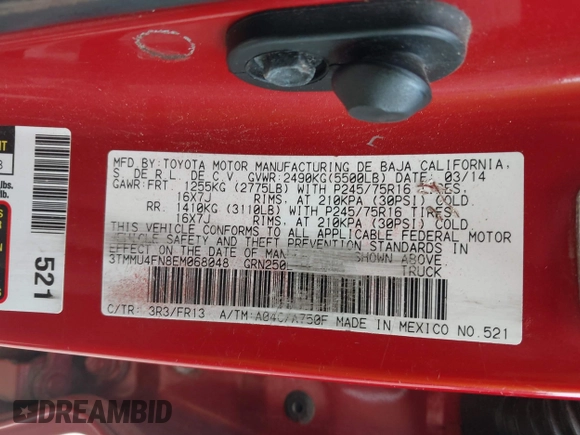 MFD.BY:TOYOTA MOTOR MANUFACTURING DE BAJA CALIFORNIA,
S DE R.L. DE C.V. GVWR:2490KG(5500LB) DATE: 03/14
GAWR:FRT. 1255KG (2775LB) WITH P245/75R16 TIRES,
16X7J RIMS, AT 210KPA (30PSI) COLD.
RR. 1410KG (3110LB) WITH P245/75R16 TIRES,
16X7J RIMS, AT 210KPA (30PSI) COLD.
THIS VEHICLE CONFORMS TO ALL APPLICABLE FEDERAL MOTOR
VEHICLE SAFETY AND THEFT PREVENTION STANDARDS IN
EFFECT ON THE DATE OF MAN SHOWN ABOVE.
3TMMU4FN8EM068048 GRN250 TRUCK
C/TR: 3R3/FR13 A/TM:A04C/A750F MADE IN MEXICO NO.521
521
lbs.
DREAMBID